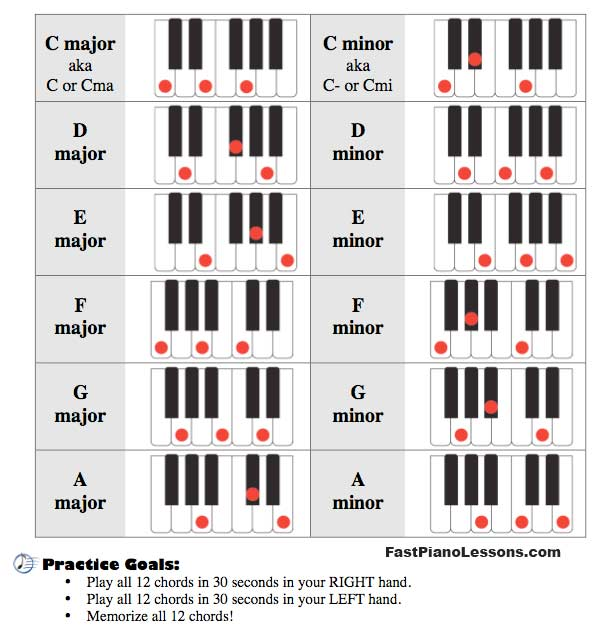 C major
aka
C or Cma
C minor
aka
C- or Cmi
D
major
D
minor
E
major
E
minor
F
major
F
minor
G
major
G
minor
A
major
A
minor
FastPianoLessons.com
Practice Goals:
• Play all 12 chords in 30 seconds in your RIGHT hand.
• Play all 12 chords in 30 seconds in your LEFT hand.
• Memorize all 12 chords!